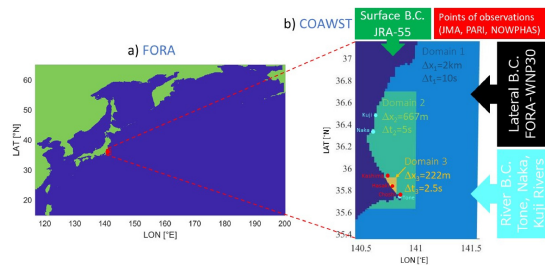 a) FORA
LAT [°N]
60
50
40
30
20
120
130
140
150
160
170
180
190
200
LON [°E]
b) COAWST
Surface B.C.
JRA-55
Points of observations
(JMA, PARI, NOWPHAS)
LAT [°N]
37
36.8
36.6
36.4
36.2
36
35.8
35.6
35.4
140.5
141
141.5
LON [°E]
Domain 1
Δx₁=2km
Δt₁=10s
Domain 2
Δx₂=667m
Δt₂=5s
Domain 3
Δx₃=222m
Δt₃=2.5s
Kuji
Naka
Lateral B.C.
FORA-WNP30
River B.C.
Tone, Naka,
Kuji Rivers